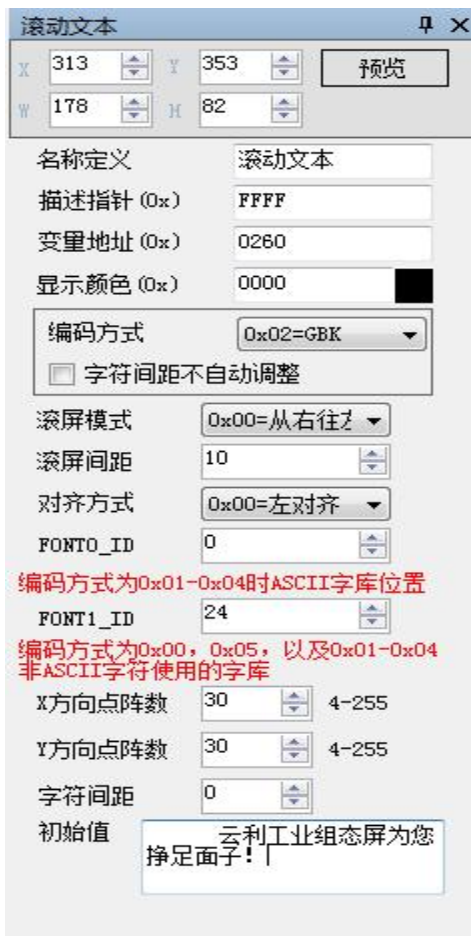 滚动文本
X 313 Y 353 预览
W 178 H 82
名称定义 滚动文本
描述指针(0x) FFFF
变量地址(0x) 0260
显示颜色(0x) 0000
编码方式 0x02=GBK
字符间距不自动调整
滚屏模式 0x00=从右往
滚屏间距 10
对齐方式 0x00=左对齐
FONT0_ID 0
编码方式为0x01-0x04时ASCII字库位置
FONT1_ID 24
编码方式为0x00，0x05，以及0x01-0x04
非ASCII字符使用的字库
X方向点阵数 30 4-255
Y方向点阵数 30 4-255
字符间距 0
初始值 云利工业组态屏为您
挣足面子!